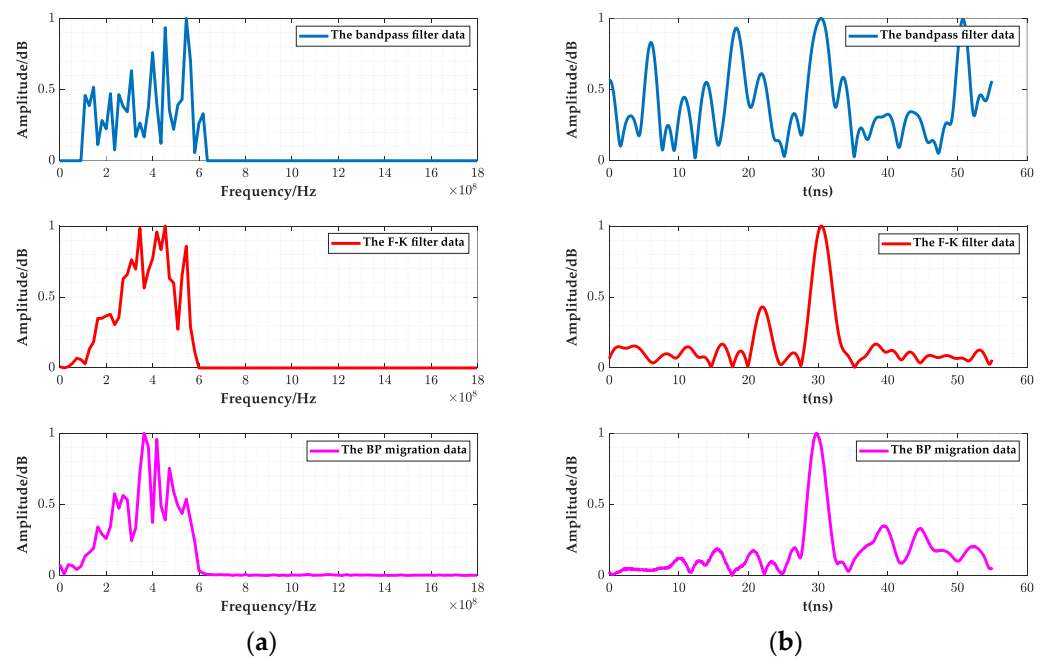 1
0.5
0
Amplitude/dB
The bandpass filter data
0 2 4 6 8 10 12 14 16 18
Frequency/Hz
×10⁸
1
0.5
0
Amplitude/dB
The bandpass filter data
0 10 20 30 40 50 60
t(ns)
1
0.5
0
Amplitude/dB
The F-K filter data
0 2 4 6 8 10 12 14 16 18
Frequency/Hz
×10⁸
1
0.5
0
Amplitude/dB
The F-K filter data
0 10 20 30 40 50 60
t(ns)
1
0.5
0
Amplitude/dB
The BP migration data
0 2 4 6 8 10 12 14 16 18
Frequency/Hz
×10⁸
1
0.5
0
Amplitude/dB
The BP migration data
0 10 20 30 40 50 60
t(ns)
(a)
(b)